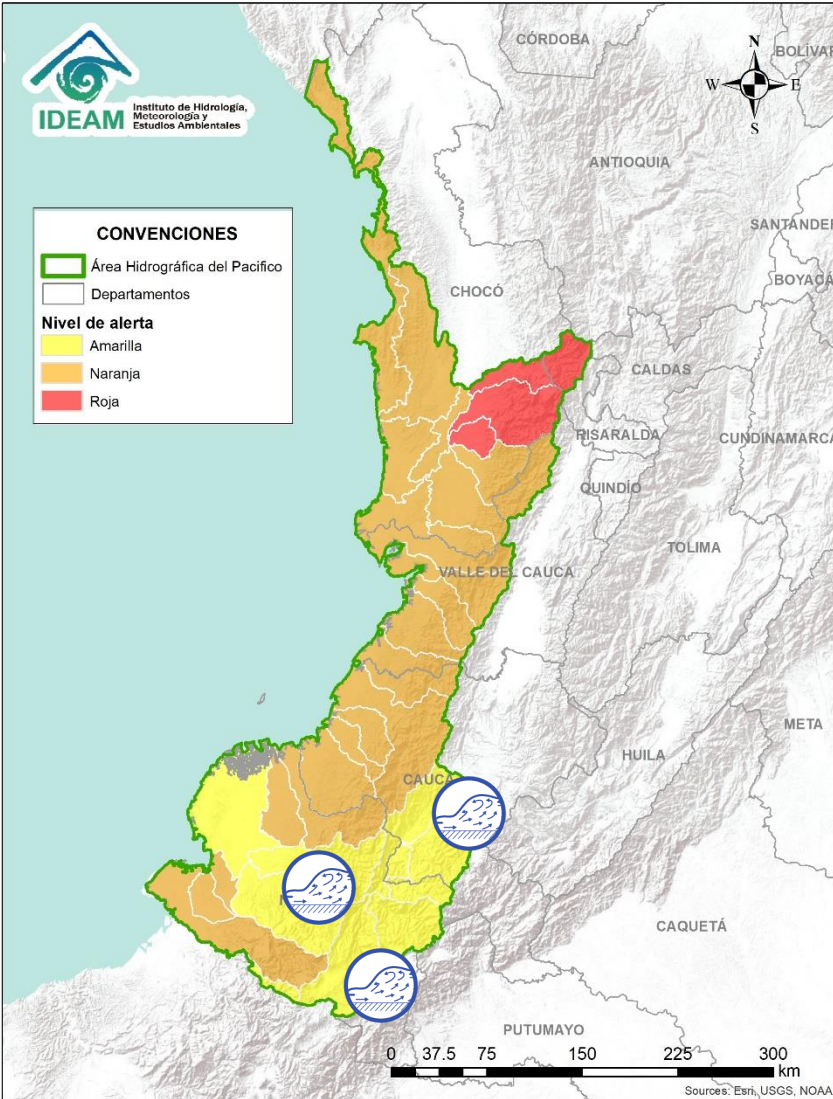 IDEAM
Instituto de Hidrología,
Meteorología y
Estudios Ambientales
N
W
E
S
CÓRDOBA
BOLÍVAR
ANTIOQUIA
SANTANDER
BOYACÁ
CONVENCIONES
Área Hidrográfica del Pacifico
Departamentos
Nivel de alerta
Amarilla
Naranja
Roja
CHOCÓ
CALDAS
RISARALDA
CUNDINAMARCA
QUINDÍO
TOLIMA
VALLE DEL CAUCA
META
HUILA
CAUCA
N
CAQUETÁ
PUTUMAYO
0 37.5 75 150 225 300
km
Sources: Esri, USGS, NOAA